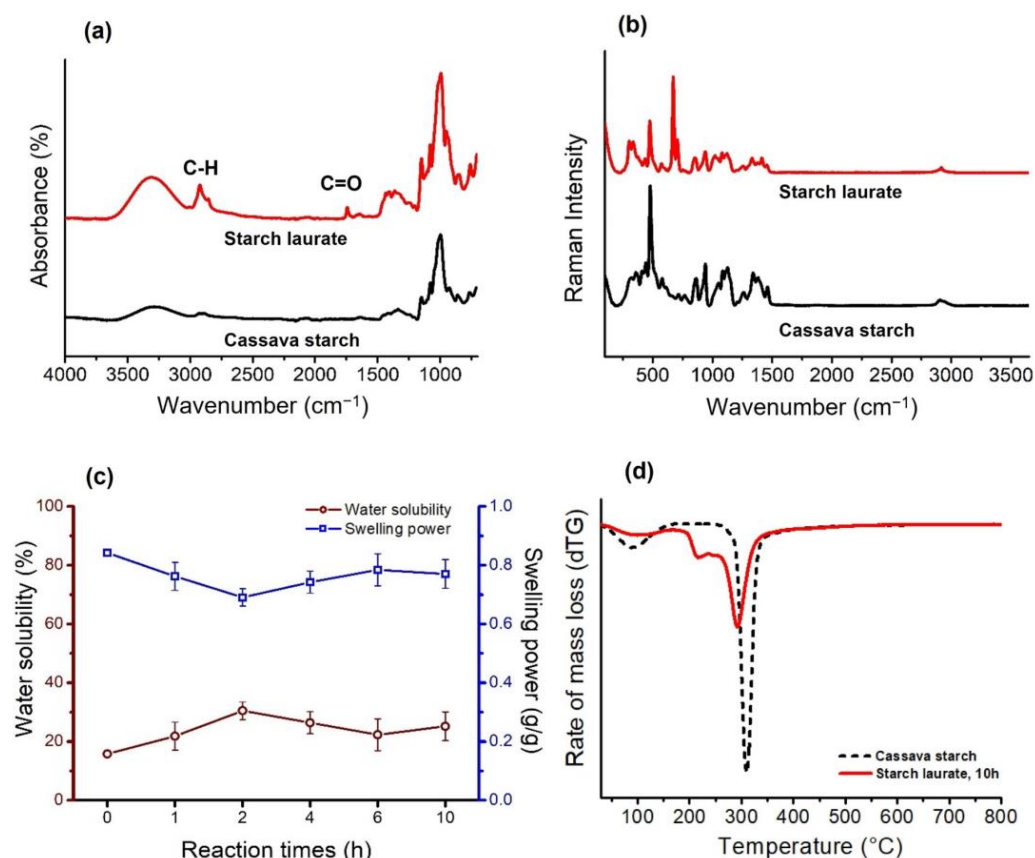 (a)
Absorbance (%)
C-H
C=O
Starch laurate
Cassava starch
4000 3500 3000 2500 2000 1500 1000
Wavenumber (cm⁻¹)
(b)
Raman Intensity
Starch laurate
Cassava starch
500 1000 1500 2000 2500 3000 3500
Wavenumber (cm⁻¹)
(c)
Water solubility
Swelling power
Water solubility (%)
100
80
60
40
20
0
Swelling power (g/g)
1.0
0.8
0.6
0.4
0.2
0.0
0 1 2 4 6 10
Reaction times (h)
(d)
Rate of mass loss (dTG)
Cassava starch
Starch laurate, 10h
100 200 300 400 500 600 700 800
Temperature (°C)